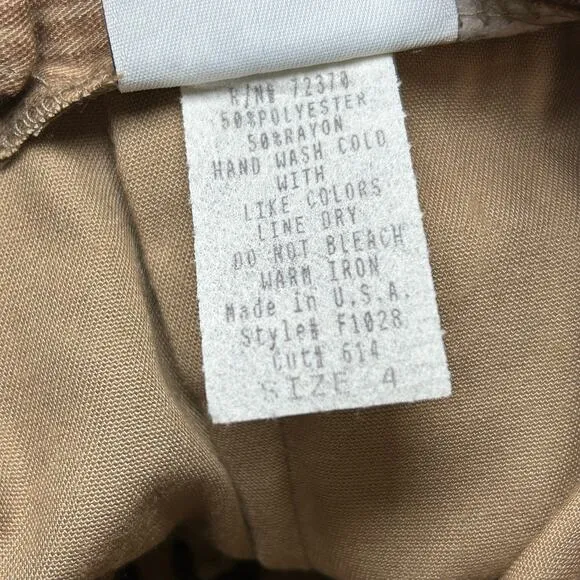 R/N# 72370
50%POLYESTER
50%RAYON
HAND WASH COLD
WITH
LIKE COLORS
LINE DRY
DO NOT BLEACH
WARM IRON
Made in U.S.A.
Style# F1028
Cut# 614
SIZE 4